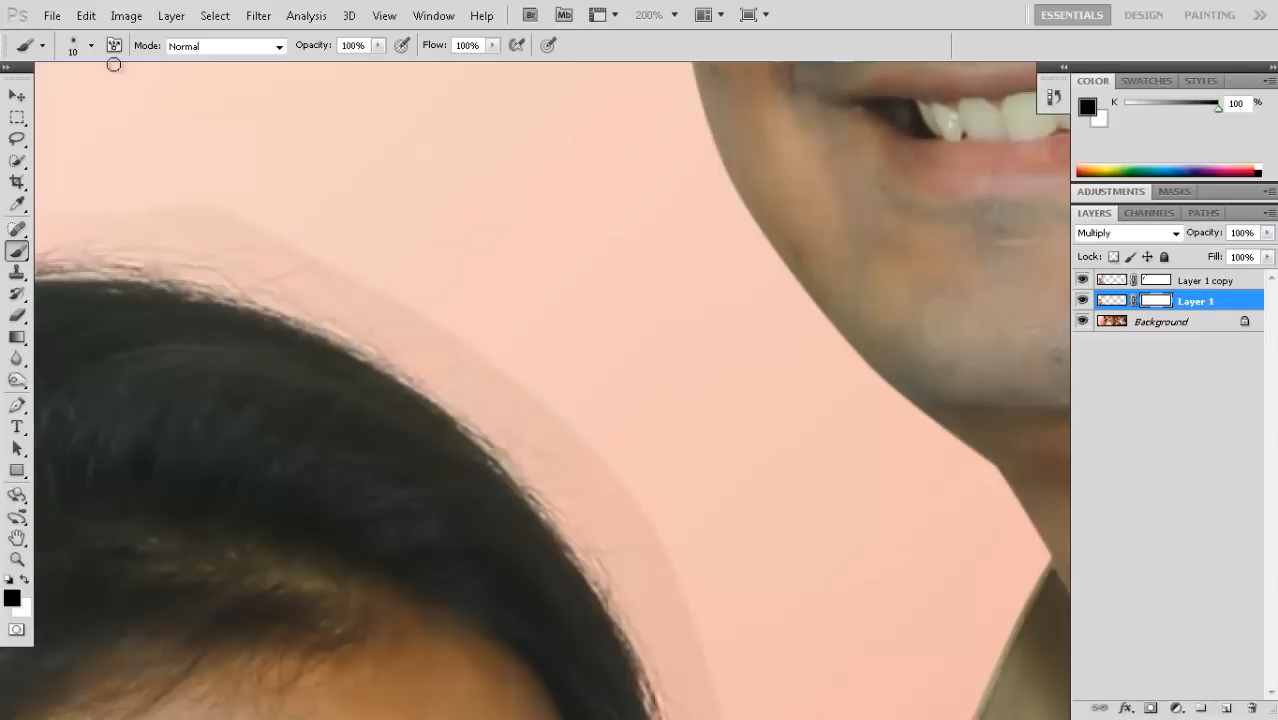 Ps File Edit Image Layer Select Filter Analysis 3D View Window Help Br Mb 200% ESSENTIALS DESIGN PAINTING
10 Mode: Normal Opacity: 100% Flow: 100%
COLOR SWATCHES STYLES
K 100 %
ADJUSTMENTS MASKS
LAYERS CHANNELS PATHS
Multiply Opacity: 100%
Lock: Fill: 100%
Layer 1 copy
Layer 1
Background